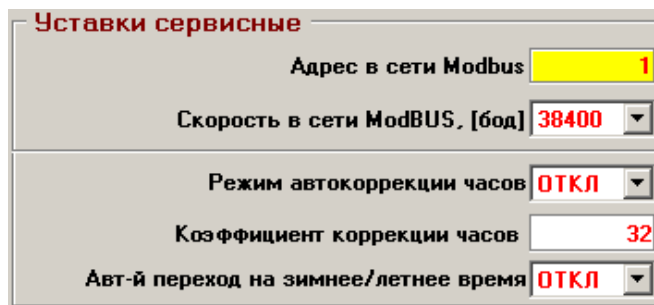 Уставки сервисные
Адрес в сети Modbus 1
Скорость в сети ModBUS, [бод] 38400
Режим автокоррекции часов ОТКЛ
Коэффициент коррекции часов 32
Авт-й переход на зимнее/летнее время ОТКЛ